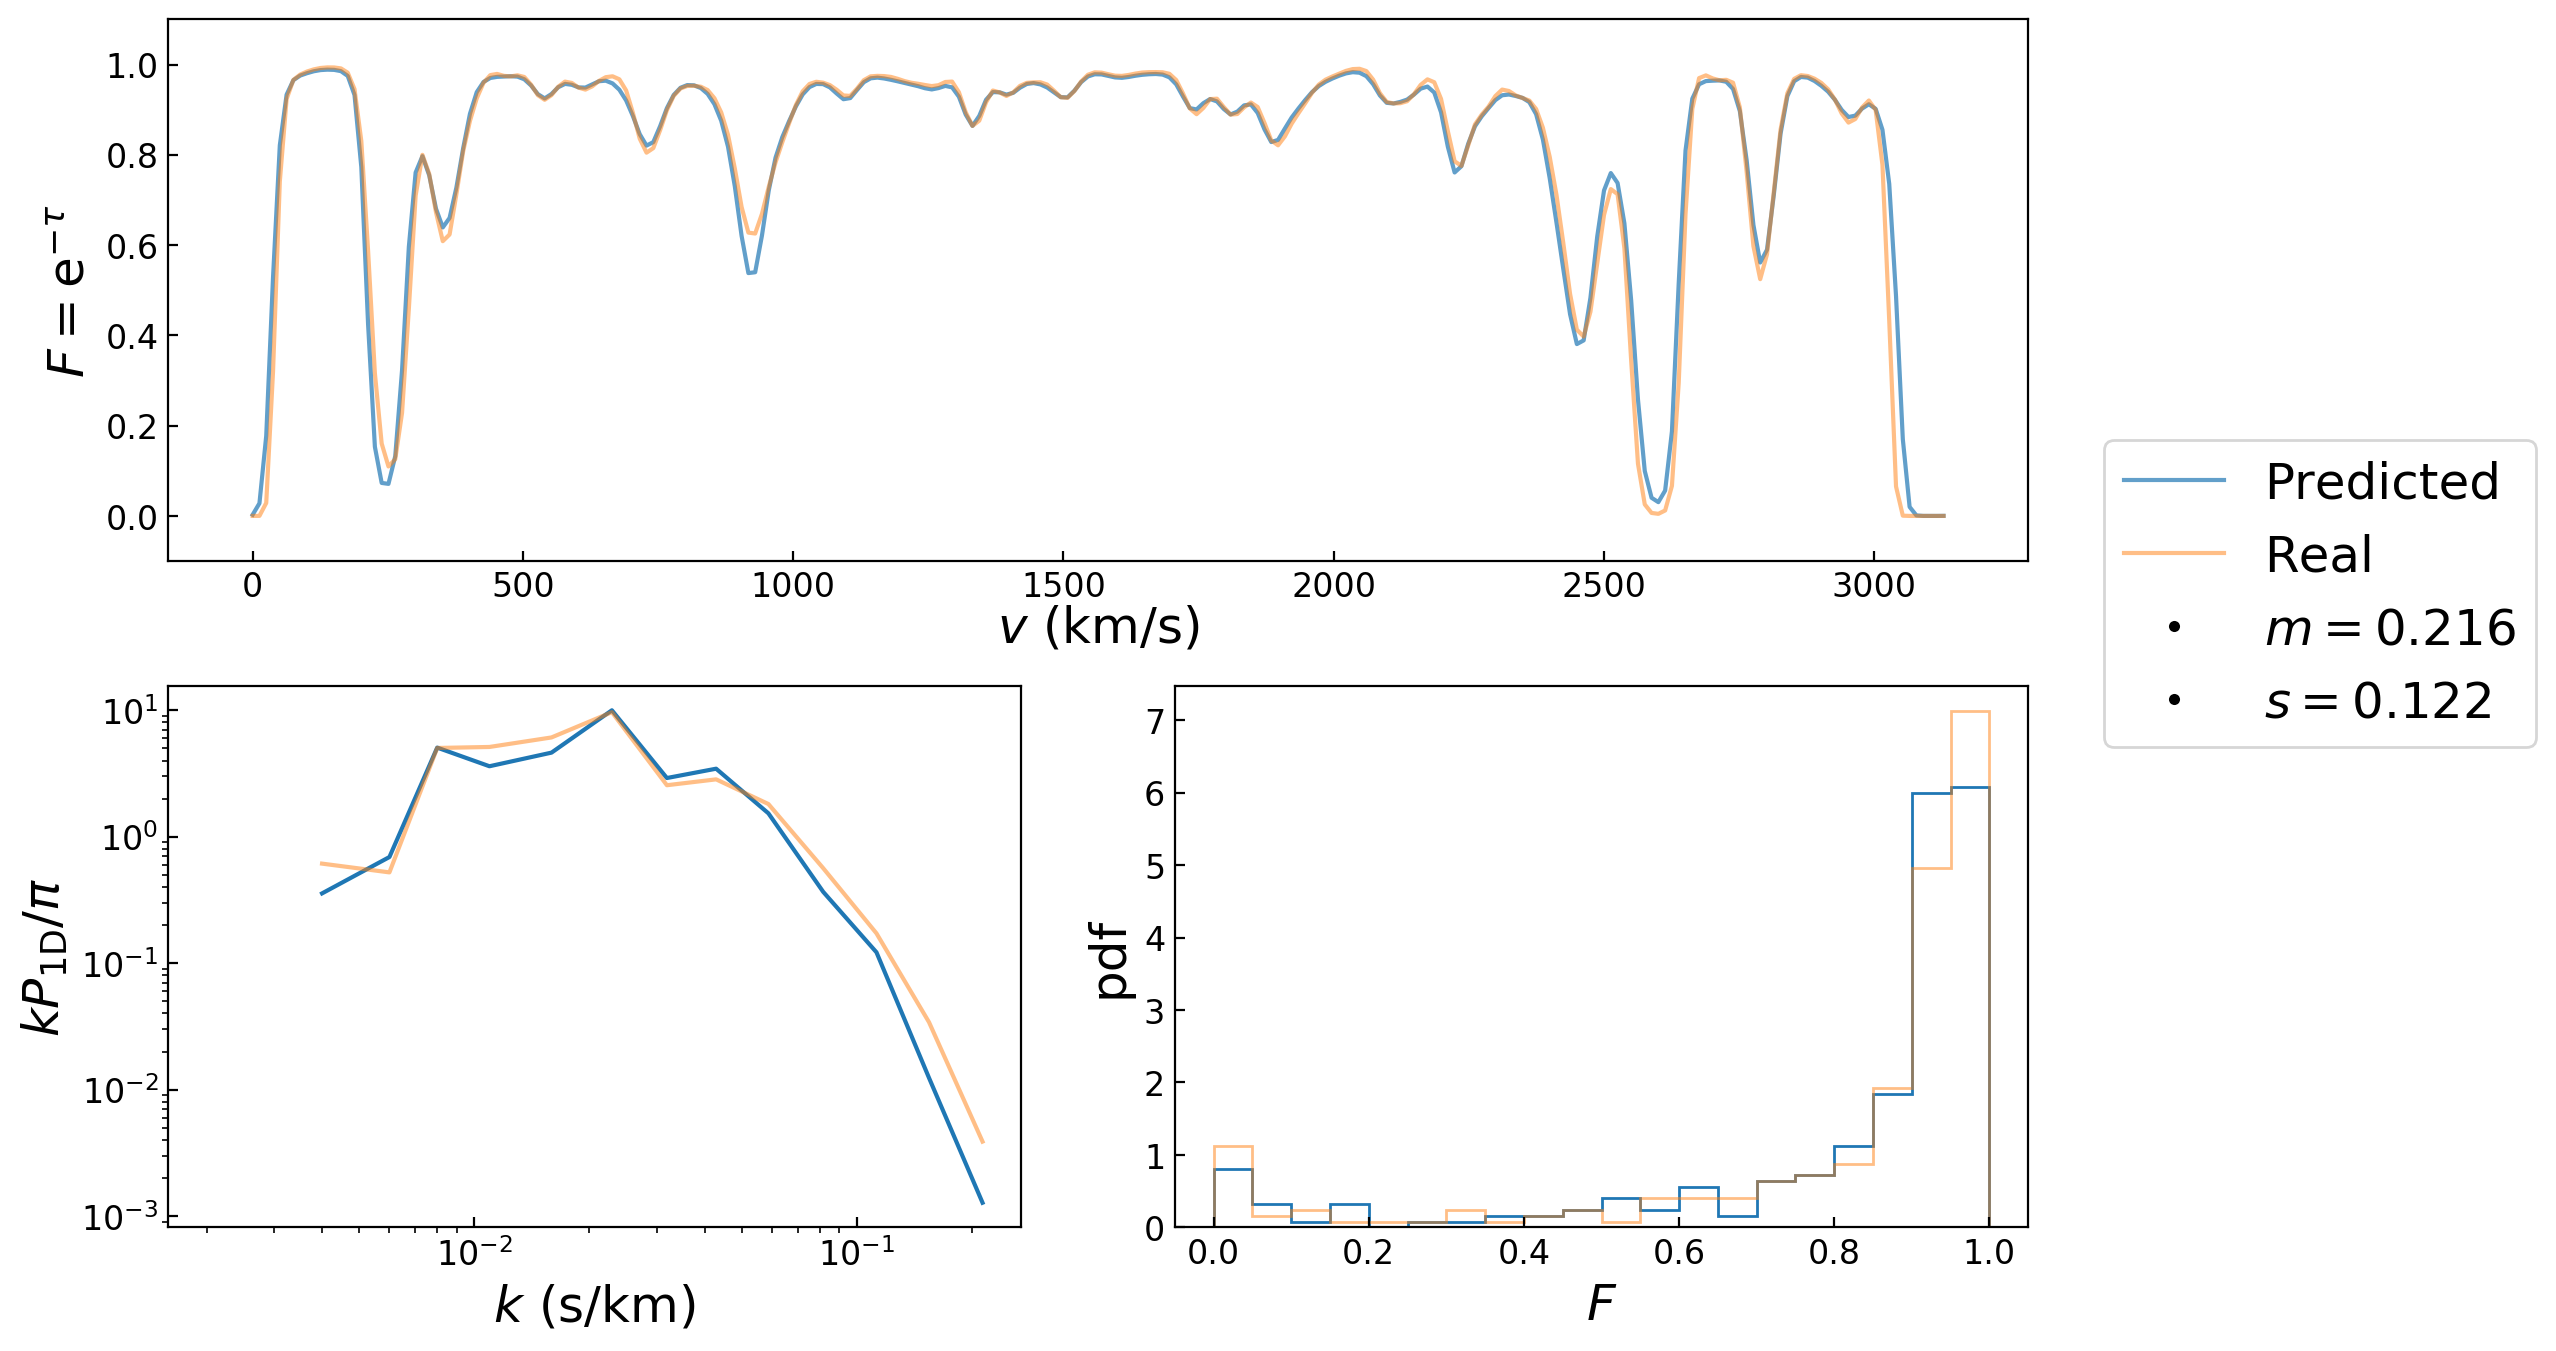 F = e^{−τ}
1.0
0.8
0.6
0.4
0.2
0.0
0 500 1000 1500 2000 2500 3000
v (km/s)
Predicted
Real
m = 0.216
s = 0.122
kP_{1D}/π
10^1
10^0
10^{−1}
10^{−2}
10^{−3}
10^{−2} 10^{−1}
k (s/km)
pdf
7
6
5
4
3
2
1
0
0.0 0.2 0.4 0.6 0.8 1.0
F